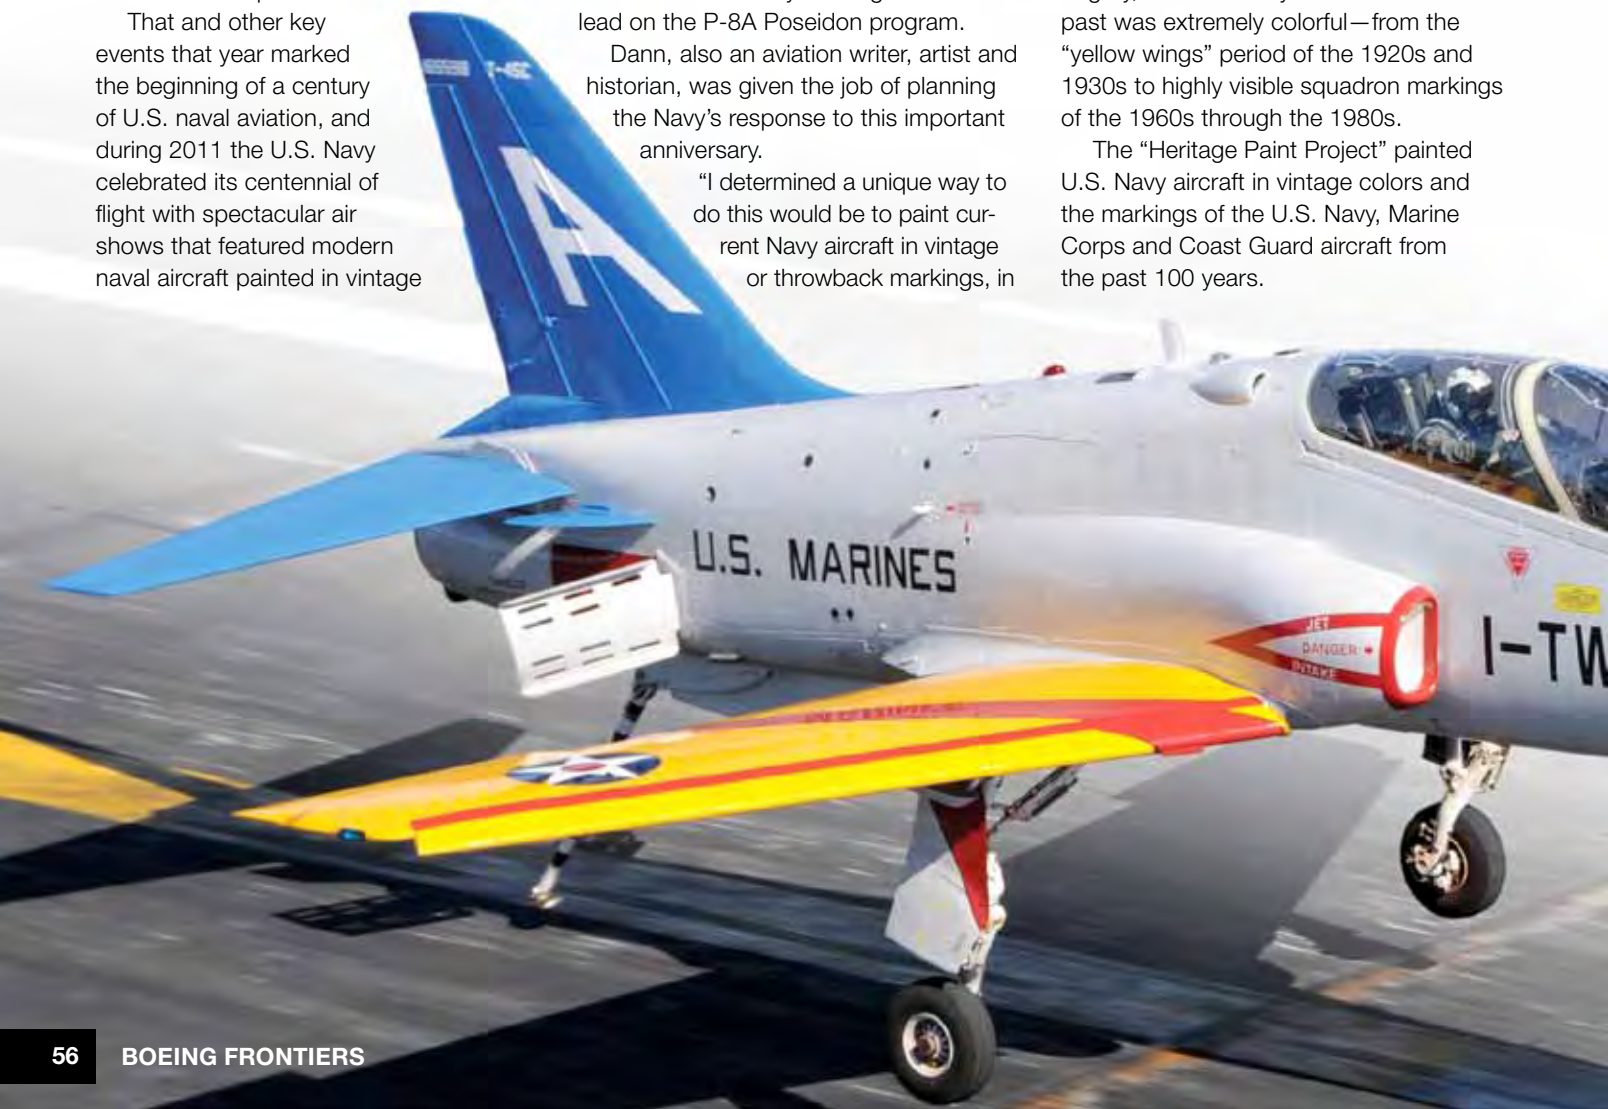 That and other key
events that year marked
the beginning of a century
of U.S. naval aviation, and
during 2011 the U.S. Navy
celebrated its centennial of
flight with spectacular air
shows that featured modern
naval aircraft painted in vintage
lead on the P-8A Poseidon program.
Dann, also an aviation writer, artist and
historian, was given the job of planning
the Navy’s response to this important
anniversary.
“I determined a unique way to
do this would be to paint cur-
rent Navy aircraft in vintage
or throwback markings, in
past was extremely colorful—from the
“yellow wings” period of the 1920s and
1930s to highly visible squadron markings
of the 1960s through the 1980s.
The “Heritage Paint Project” painted
U.S. Navy aircraft in vintage colors and
the markings of the U.S. Navy, Marine
Corps and Coast Guard aircraft from
the past 100 years.
T-45C
A
U.S. MARINES
JET
DANGER
INTAKE
1-TW
56 BOEING FRONTIERS